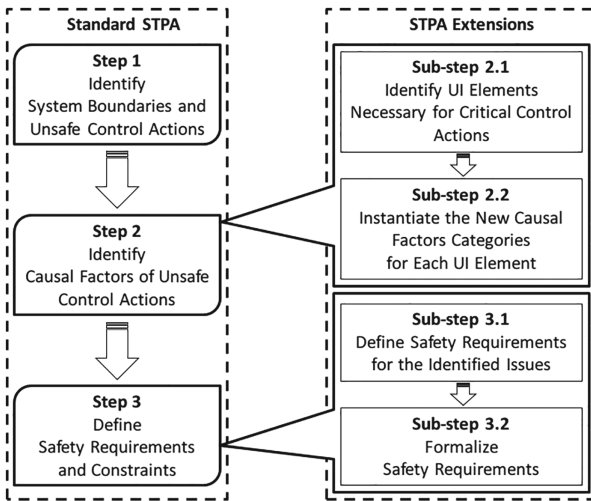 Standard STPA
Step 1
Identify
System Boundaries and
Unsafe Control Actions
Step 2
Identify
Causal Factors of Unsafe
Control Actions
Step 3
Define
Safety Requirements
and Constraints
STPA Extensions
Sub-step 2.1
Identify UI Elements
Necessary for Critical Control
Actions
Sub-step 2.2
Instantiate the New Causal
Factors Categories
for Each UI Element
Sub-step 3.1
Define Safety Requirements
for the Identified Issues
Sub-step 3.2
Formalize
Safety Requirements